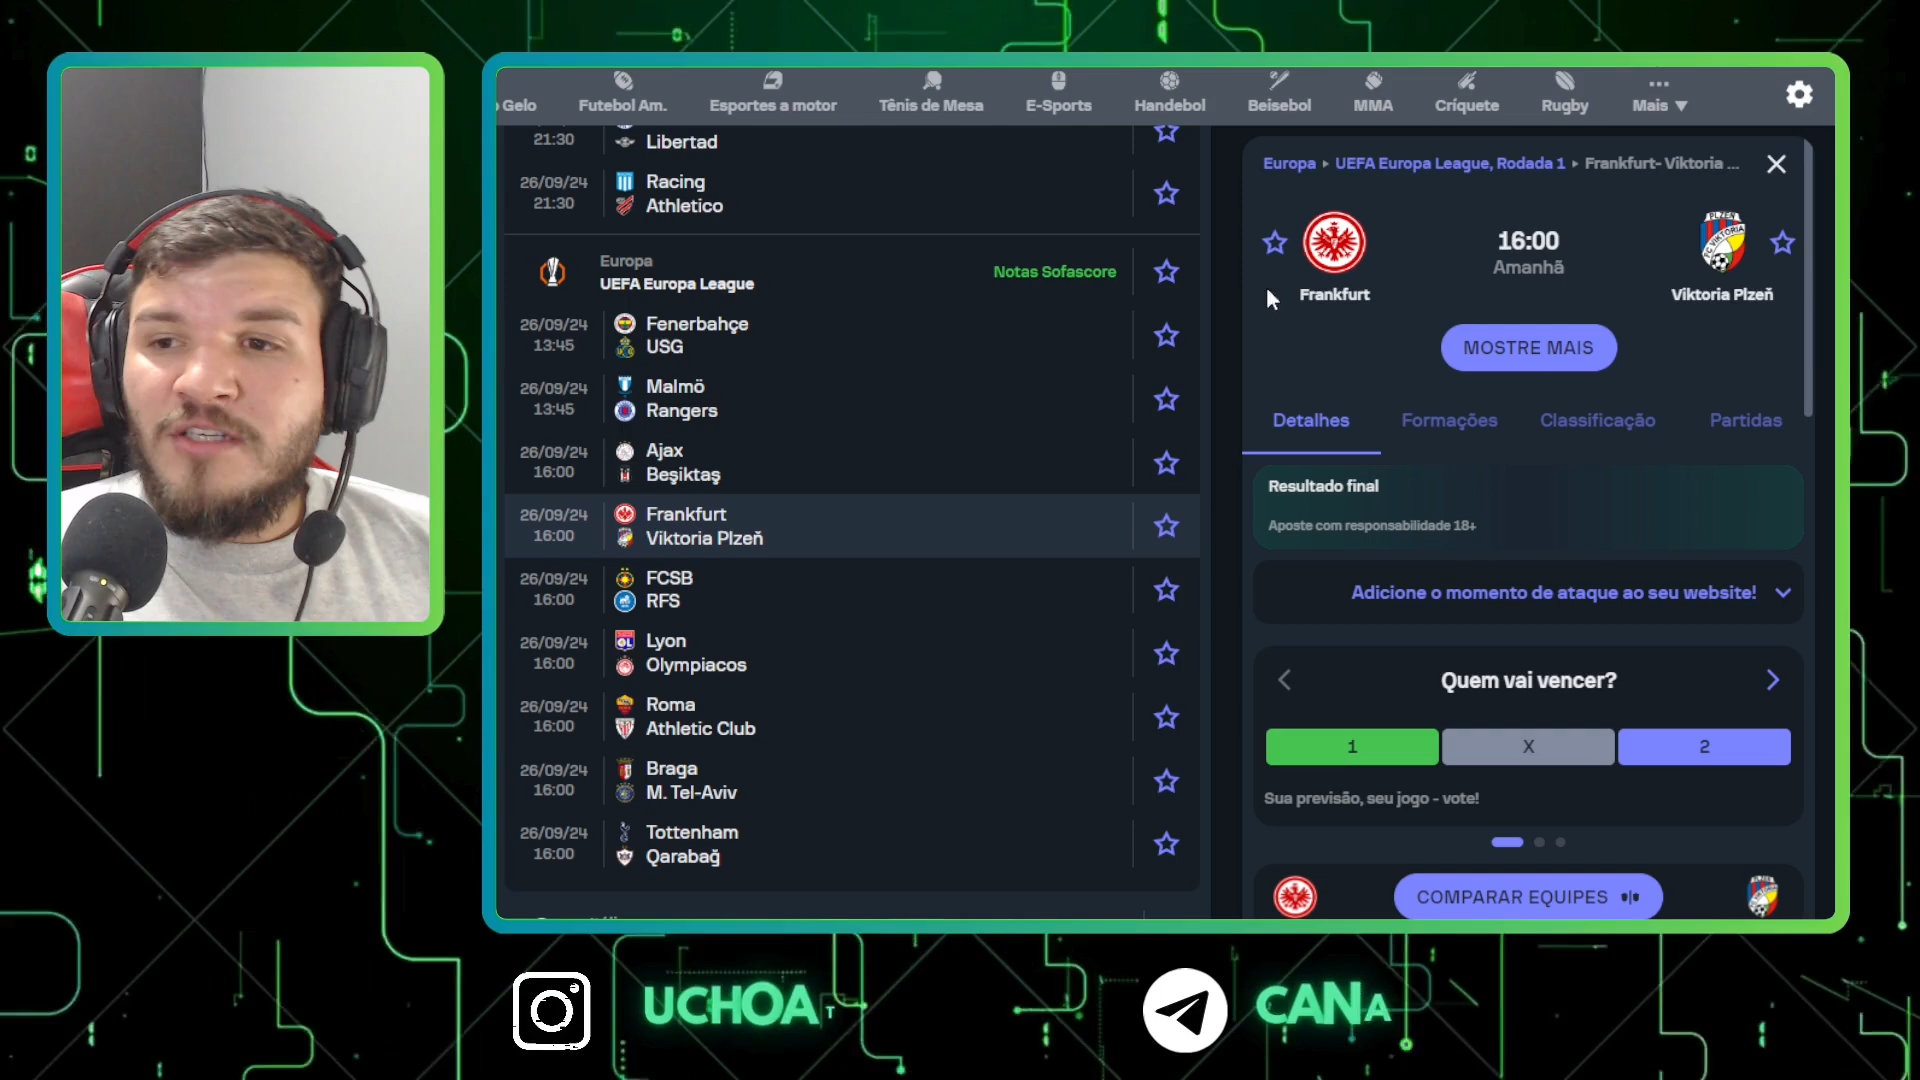 o Gelo
Futebol Am.
Esportes a motor
Tênis de Mesa
E-Sports
Handebol
Beisebol
MMA
Críquete
Rugby
Mais ▼
21:30
Libertad
26/09/24
21:30
Racing
Athletico
Europa
UEFA Europa League
Notas Sofascore
26/09/24
13:45
Fenerbahçe
USG
26/09/24
13:45
Malmö
Rangers
26/09/24
16:00
Ajax
Beşiktaş
26/09/24
16:00
Frankfurt
Viktoria Plzeň
26/09/24
16:00
FCSB
RFS
26/09/24
16:00
Lyon
Olympiacos
26/09/24
16:00
Roma
Athletic Club
26/09/24
16:00
Braga
M. Tel-Aviv
26/09/24
16:00
Tottenham
Qarabağ
Europa ▸ UEFA Europa League, Rodada 1 ▸ Frankfurt- Viktoria ...
16:00
Amanhã
Frankfurt
Viktoria Plzeň
MOSTRE MAIS
Detalhes
Formações
Classificação
Partidas
Resultado final
Aposte com responsabilidade 18+
Adicione o momento de ataque ao seu website!
Quem vai vencer?
1
X
2
Sua previsão, seu jogo - vote!
COMPARAR EQUIPES
UCHOA T
CANA